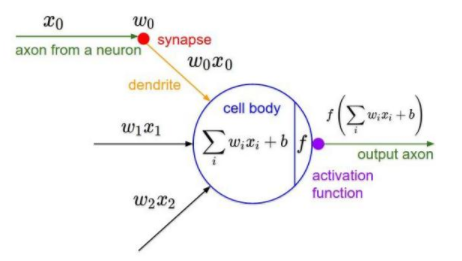 x₀ w₀
synapse
axon from a neuron
w₀x₀
dendrite
cell body
f(∑ᵢ wᵢxᵢ + b)
w₁x₁
∑ᵢ wᵢxᵢ + b f
output axon
activation
function
w₂x₂